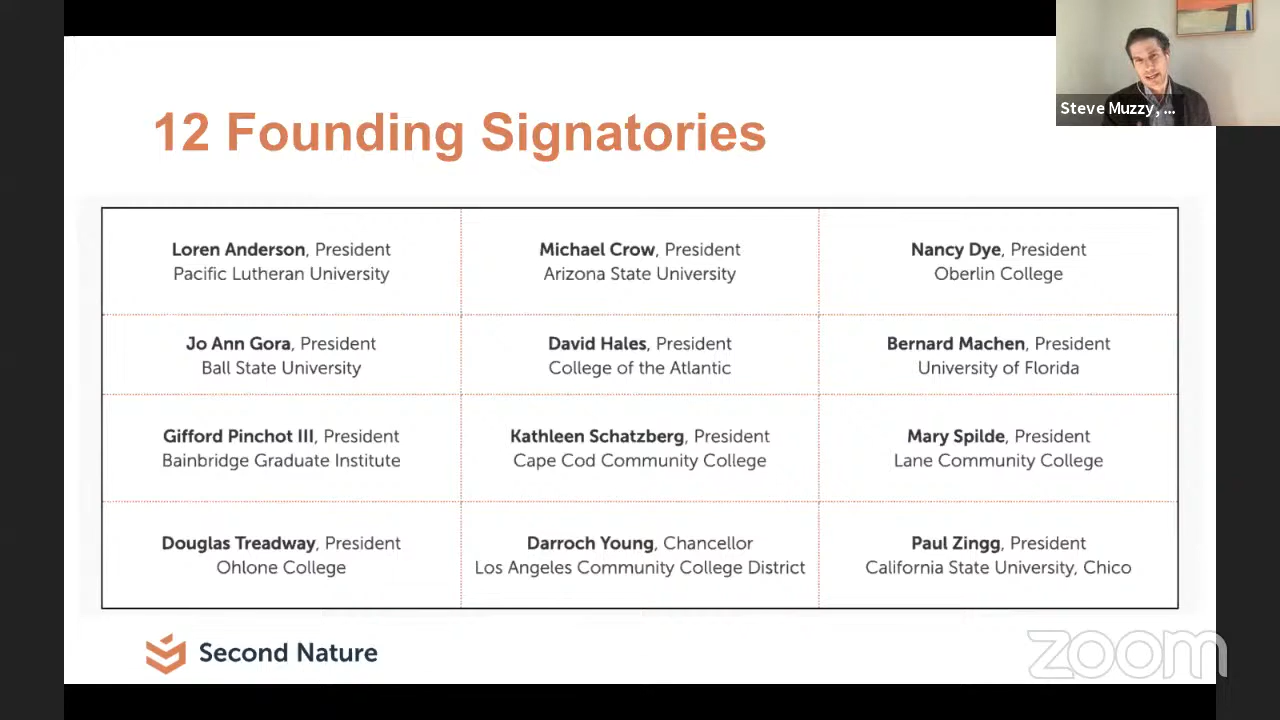 12 Founding Signatories
Steve Muzzy, ...
Loren Anderson, President
Pacific Lutheran University
Michael Crow, President
Arizona State University
Nancy Dye, President
Oberlin College
Jo Ann Gora, President
Ball State University
David Hales, President
College of the Atlantic
Bernard Machen, President
University of Florida
Gifford Pinchot III, President
Bainbridge Graduate Institute
Kathleen Schatzberg, President
Cape Cod Community College
Mary Spilde, President
Lane Community College
Douglas Treadway, President
Ohlone College
Darroch Young, Chancellor
Los Angeles Community College District
Paul Zingg, President
California State University, Chico
Second Nature
zoom